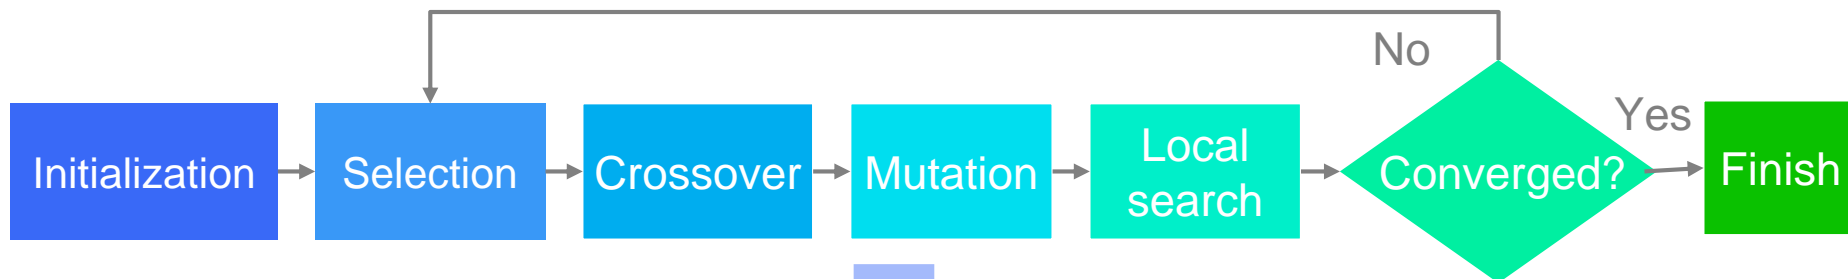 No
Yes
Initialization
Selection
Crossover
Mutation
Local
search
Converged?
Finish